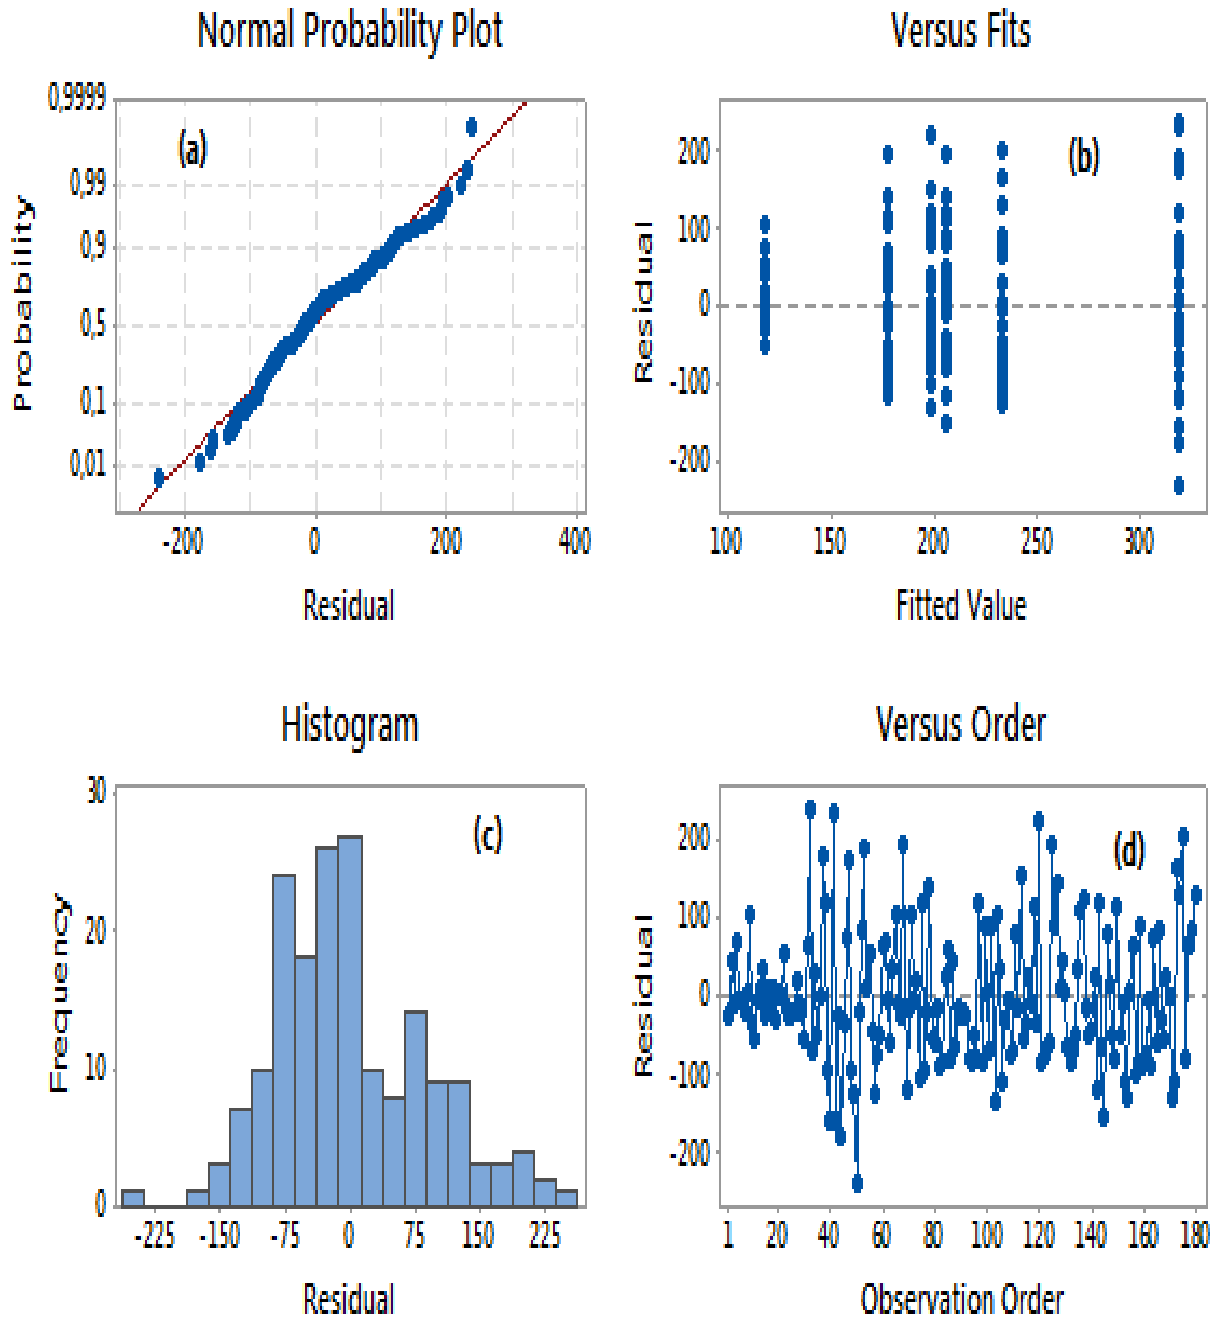 Normal Probability Plot
0,9999
0,99
0,9
0,5
0,1
0,01
Probability
(a)
-200 0 200 400
Residual
Versus Fits
200
100
0
-100
-200
Residual
(b)
100 150 200 250 300
Fitted Value
Histogram
30
20
10
0
Frequency
(c)
-225 -150 -75 0 75 150 225
Residual
Versus Order
200
100
0
-100
-200
Residual
(d)
1 20 40 60 80 100 120 140 160 180
Observation Order